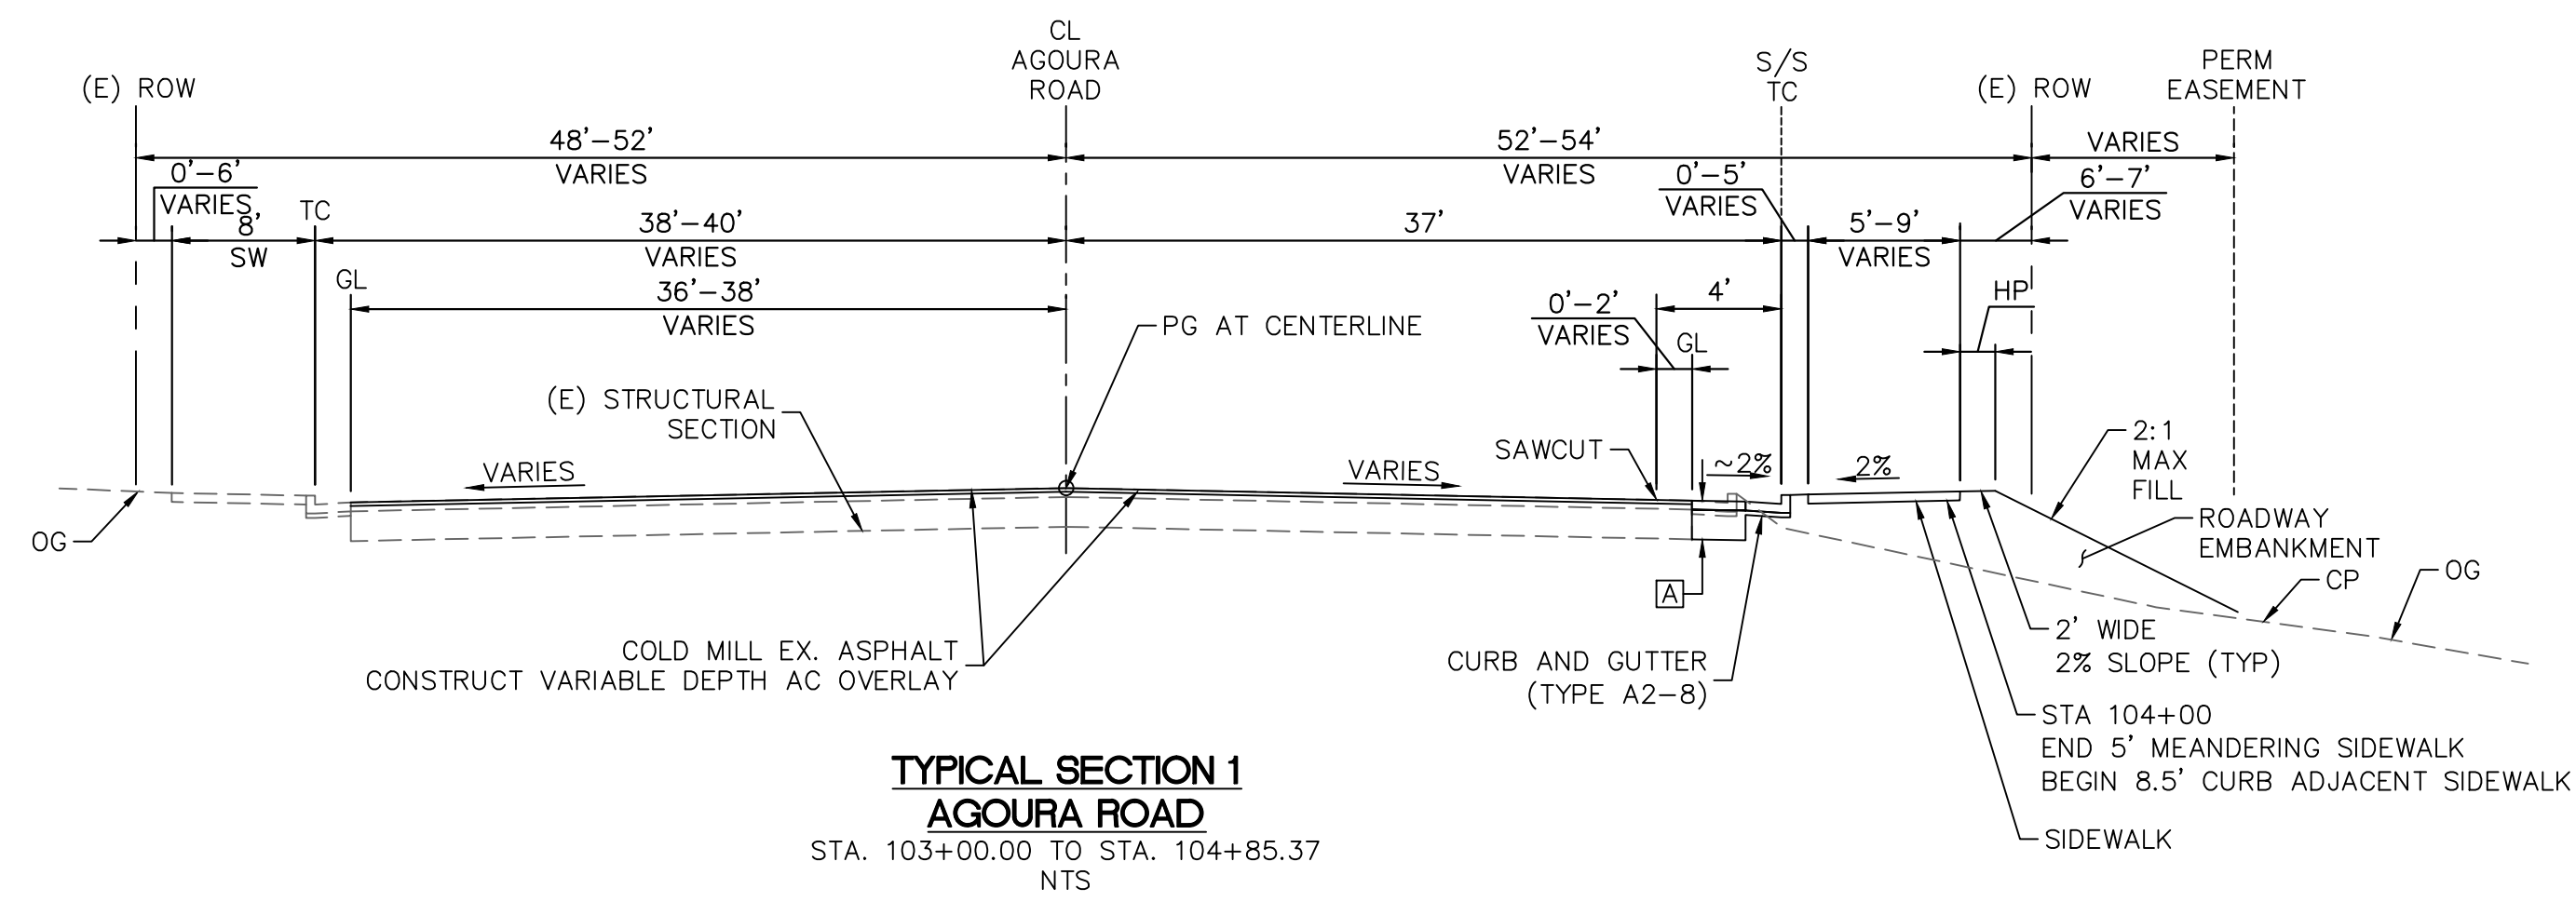 CL
AGOURA
ROAD
(E) ROW
S/S
TC
(E) ROW
PERM
EASEMENT
48'-52'
VARIES
52'-54'
VARIES
VARIES
0'-6'
VARIES
8'
SW
TC
38'-40'
VARIES
37'
0'-5'
VARIES
5'-9'
VARIES
6'-7'
VARIES
GL
36'-38'
VARIES
0'-2'
VARIES
GL
4'
HP
PG AT CENTERLINE
(E) STRUCTURAL
SECTION
SAWCUT
VARIES
VARIES
~2%
2%
2:1
MAX
FILL
OG
ROADWAY
EMBANKMENT
CP
OG
A
COLD MILL EX. ASPHALT
CONSTRUCT VARIABLE DEPTH AC OVERLAY
CURB AND GUTTER
(TYPE A2-8)
2' WIDE
2% SLOPE (TYP)
STA 104+00
END 5' MEANDERING SIDEWALK
BEGIN 8.5' CURB ADJACENT SIDEWALK
SIDEWALK
TYPICAL SECTION 1
AGOURA ROAD
STA. 103+00.00 TO STA. 104+85.37
NTS